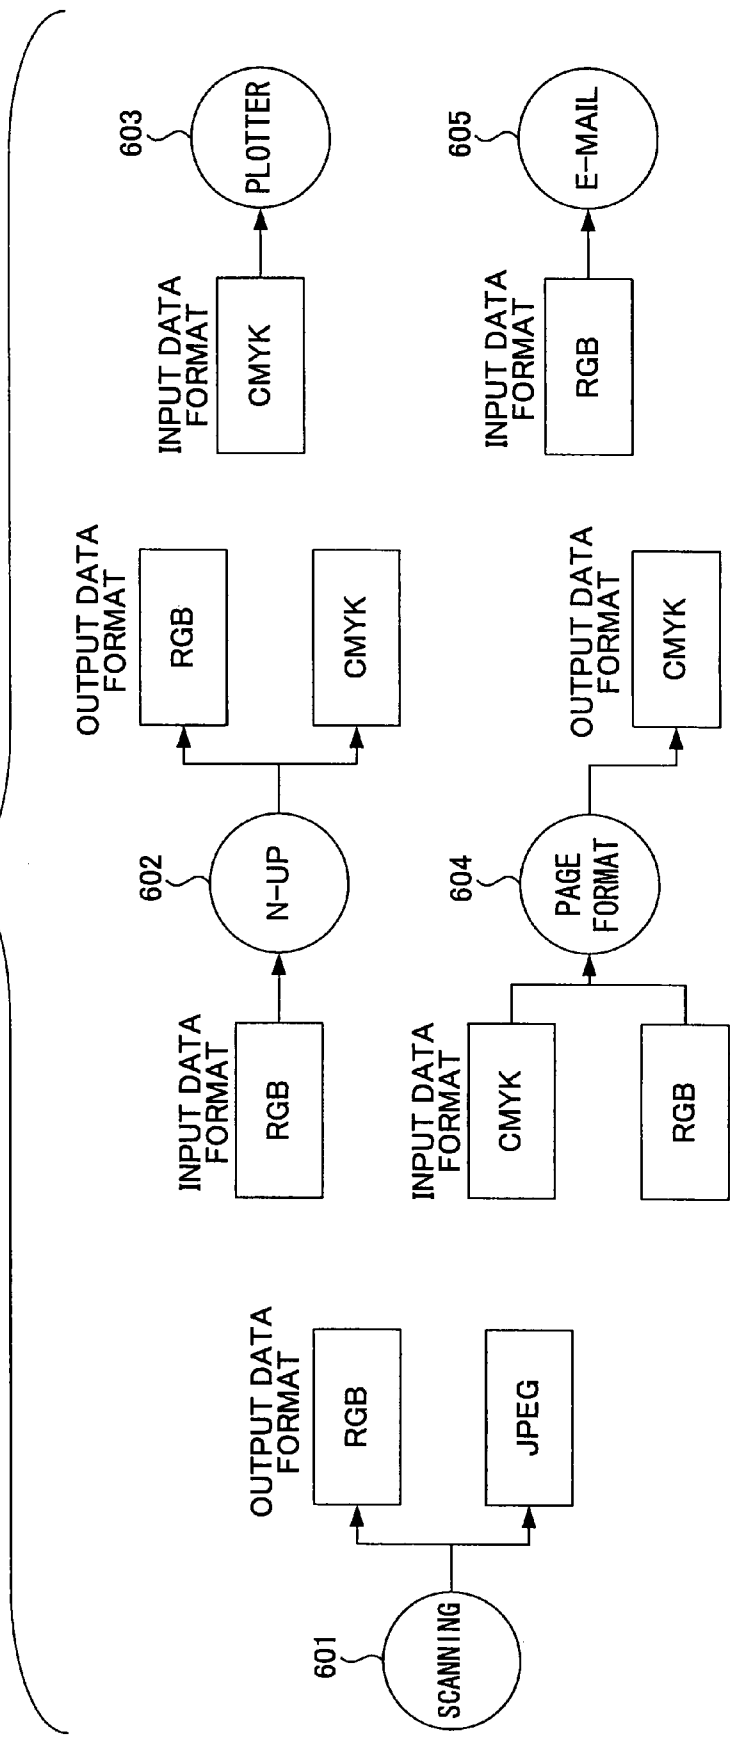 601
SCANNING
OUTPUT DATA
FORMAT
RGB
JPEG
INPUT DATA
FORMAT
RGB
602
N-UP
OUTPUT DATA
FORMAT
RGB
CMYK
INPUT DATA
FORMAT
CMYK
603
PLOTTER
INPUT DATA
FORMAT
CMYK
RGB
604
PAGE
FORMAT
OUTPUT DATA
FORMAT
CMYK
INPUT DATA
FORMAT
RGB
605
E-MAIL